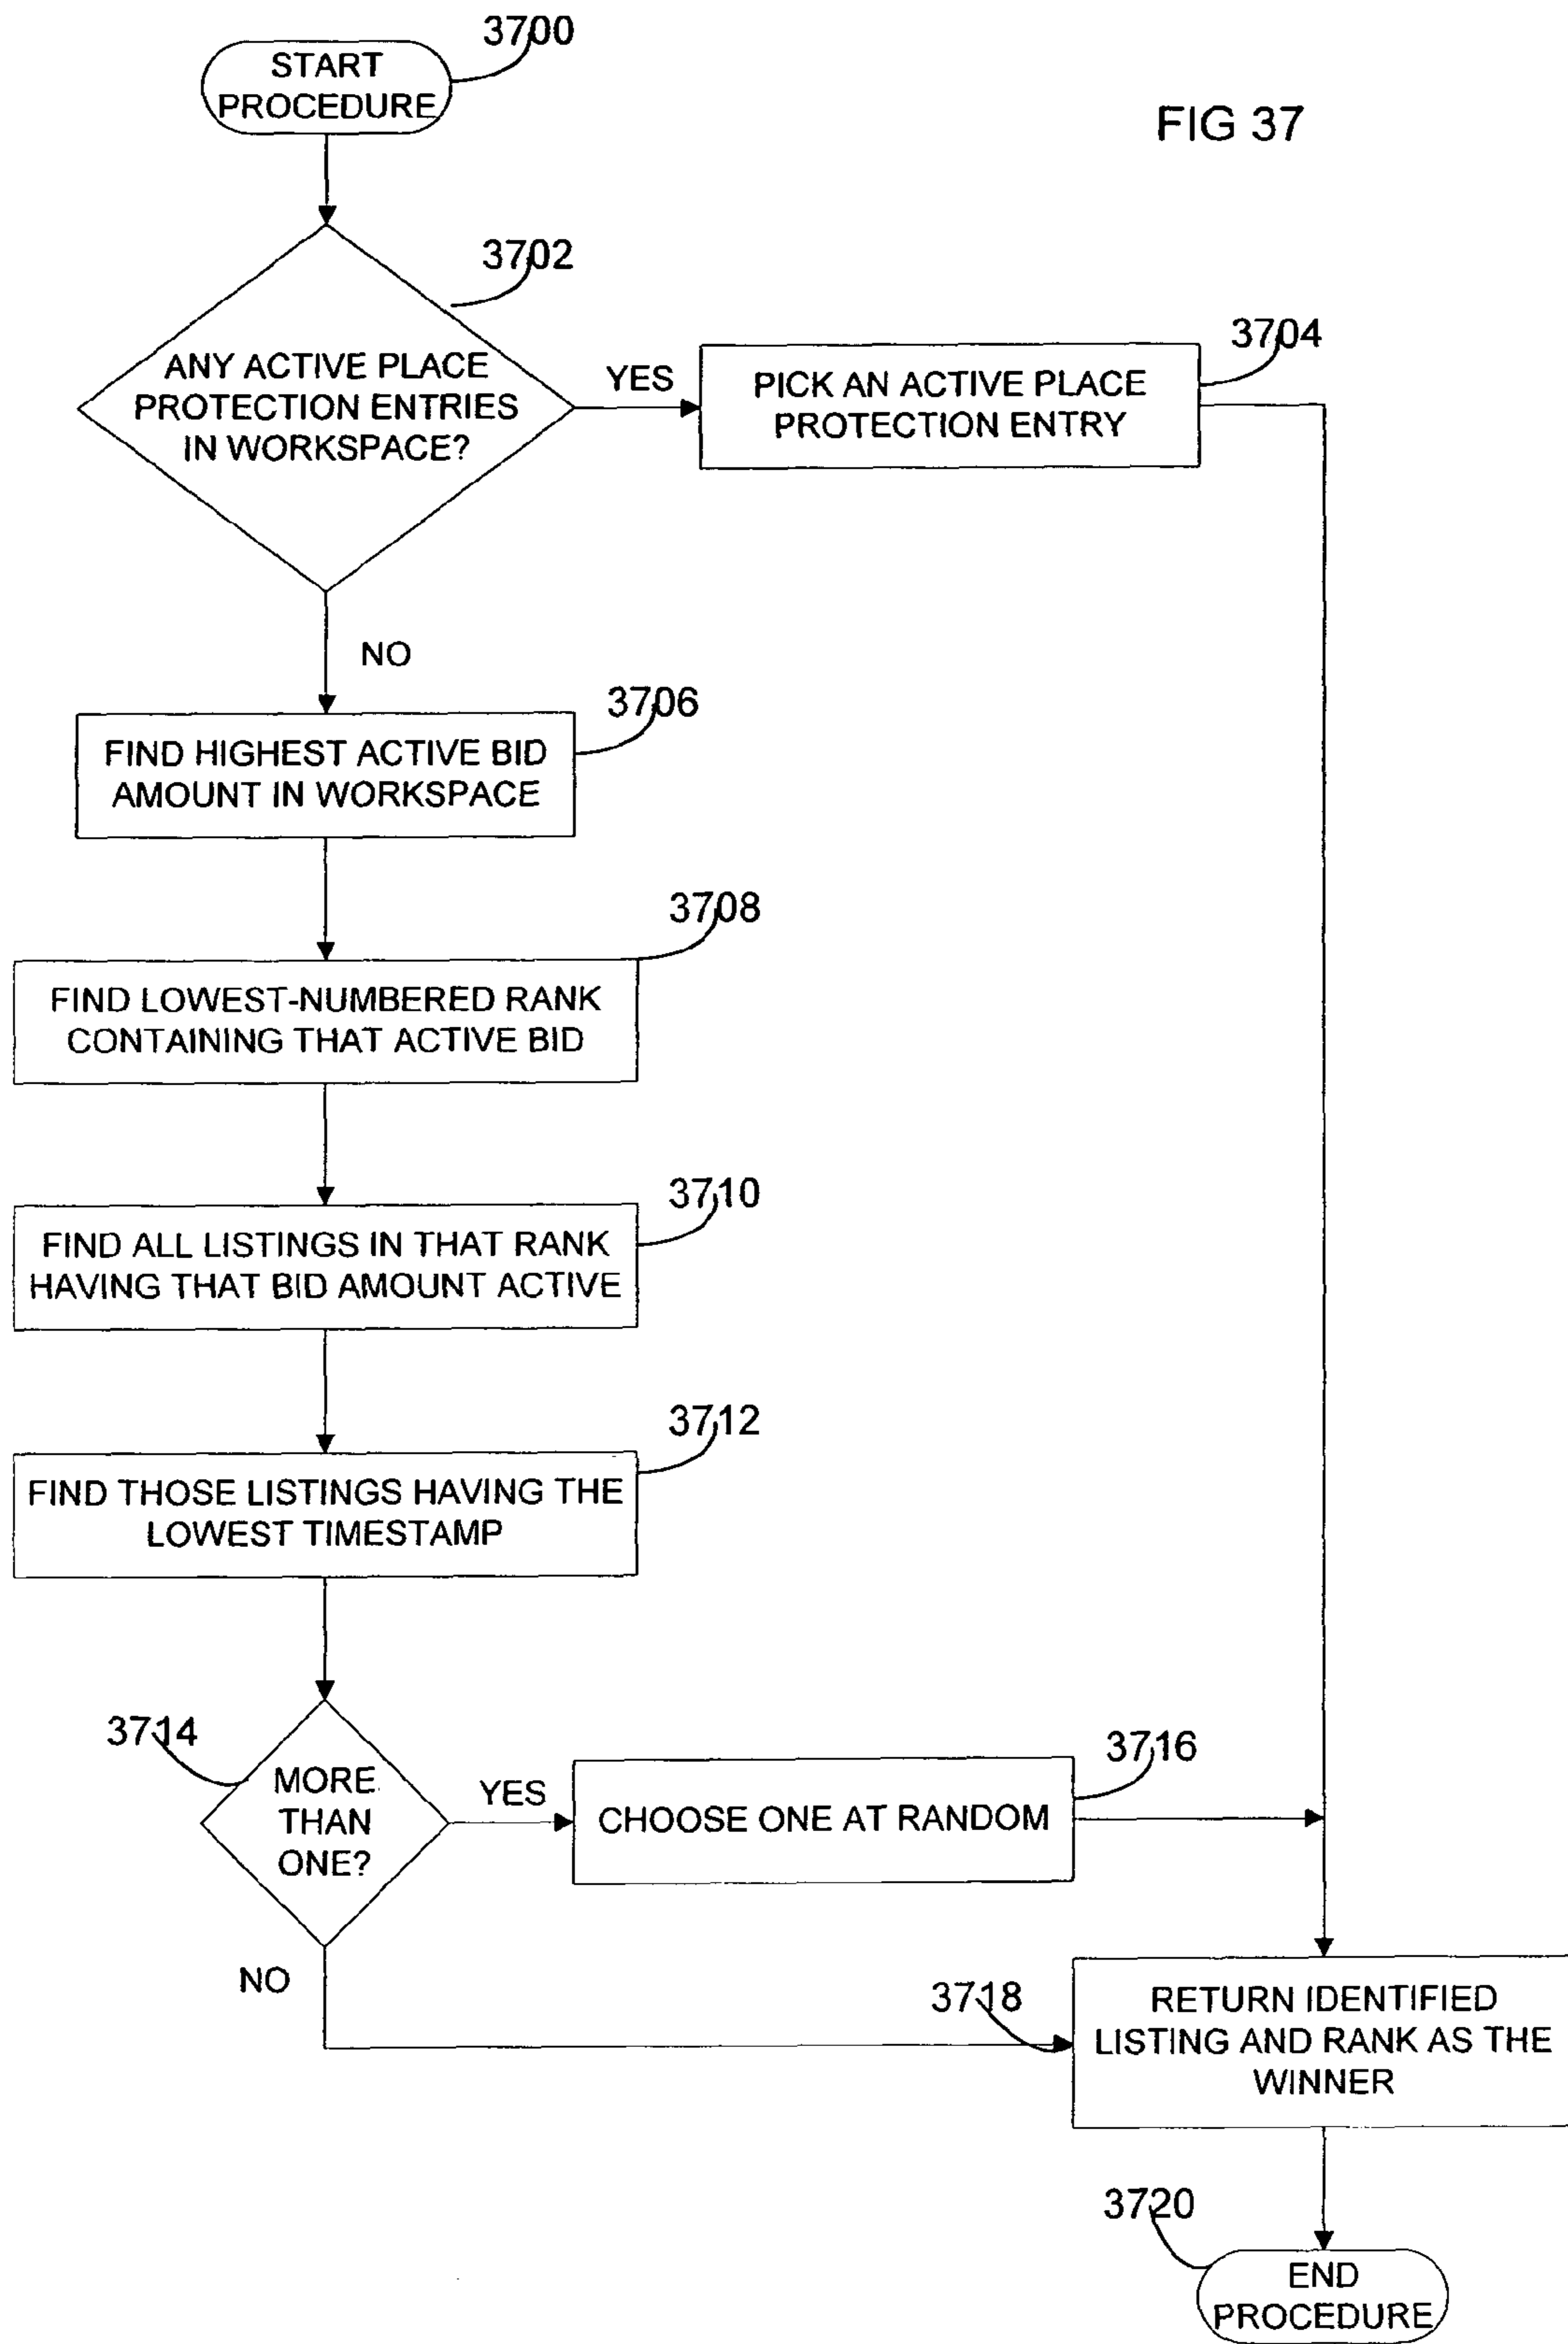 3700
START
PROCEDURE
FIG 37
3702
ANY ACTIVE PLACE
PROTECTION ENTRIES
IN WORKSPACE?
YES
3704
PICK AN ACTIVE PLACE
PROTECTION ENTRY
NO
3706
FIND HIGHEST ACTIVE BID
AMOUNT IN WORKSPACE
3708
FIND LOWEST-NUMBERED RANK
CONTAINING THAT ACTIVE BID
3710
FIND ALL LISTINGS IN THAT RANK
HAVING THAT BID AMOUNT ACTIVE
3712
FIND THOSE LISTINGS HAVING THE
LOWEST TIMESTAMP
3714
MORE
THAN
ONE?
YES
3716
CHOOSE ONE AT RANDOM
NO
3718
RETURN IDENTIFIED
LISTING AND RANK AS THE
WINNER
3720
END
PROCEDURE